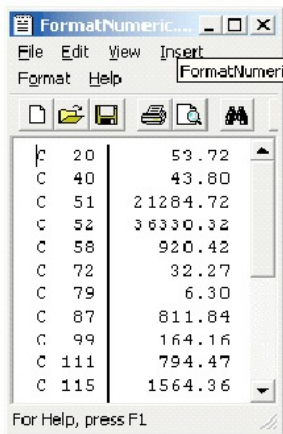 FormatNumeric....
File Edit View Insert
FormatNumeri
Format Help
C 20 53.72
C 40 43.80
C 51 21284.72
C 52 36330.32
C 58 920.42
C 72 32.27
C 79 6.30
C 87 811.84
C 99 164.16
C 111 794.47
C 115 1564.36
For Help, press F1